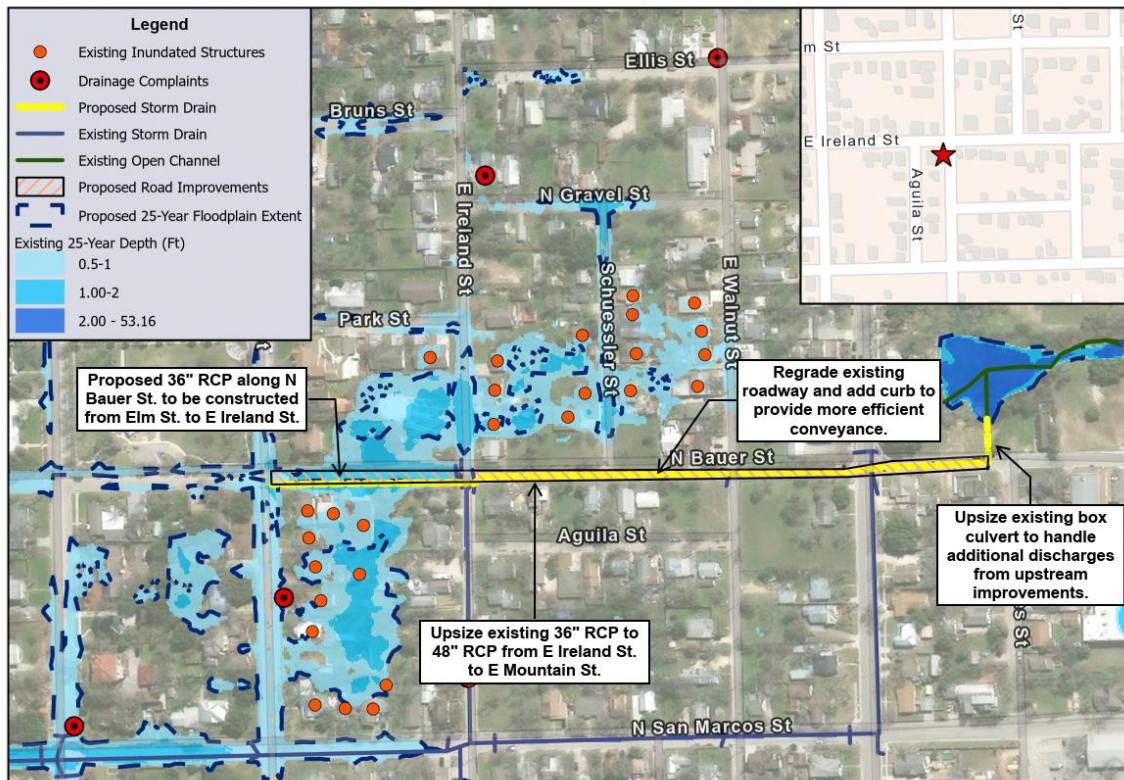 Legend
Existing Inundated Structures
Drainage Complaints
Proposed Storm Drain
Existing Storm Drain
Existing Open Channel
Proposed Road Improvements
Proposed 25-Year Floodplain Extent
Existing 25-Year Depth (Ft)
0.5-1
1.00-2
2.00 - 53.16
Ellis St
Bruns St
E Ireland St
N Gravel St
Schuessler St
E Walnut St
Park St
m St
St
E Ireland St
Aguila St
Proposed 36" RCP along N
Bauer St. to be constructed
from Elm St. to E Ireland St.
Regrade existing
roadway and add curb to
provide more efficient
conveyance.
N Bauer St
Aguila St
Upsize existing box
culvert to handle
additional discharges
from upstream
improvements.
Upsize existing 36" RCP to
48" RCP from E Ireland St.
to E Mountain St.
os St
N San Marcos St